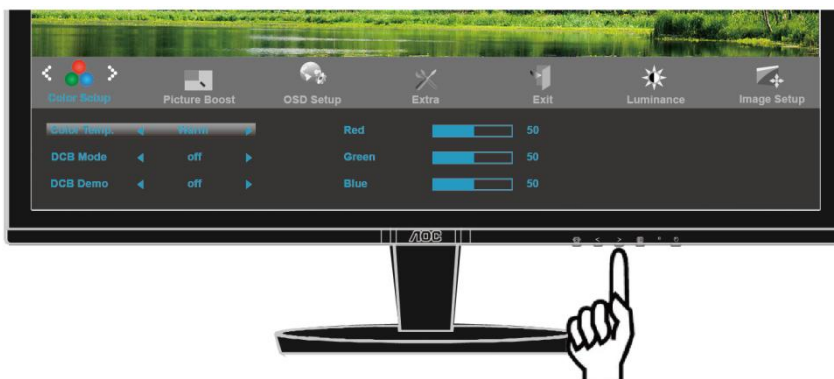 Color Setup Picture Boost OSD Setup Extra Exit Luminance Image Setup
Color Temp. Warm Red 50
DCB Mode off Green 50
DCB Demo off Blue 50
AOC